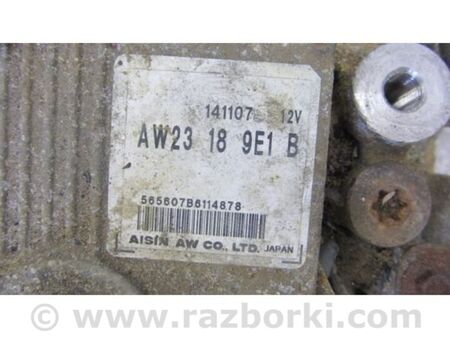 141107 12V
AW23 18 9E1 B
565607B6114878
AISIN AW CO., LTD. JAPAN
© www.razborki.com